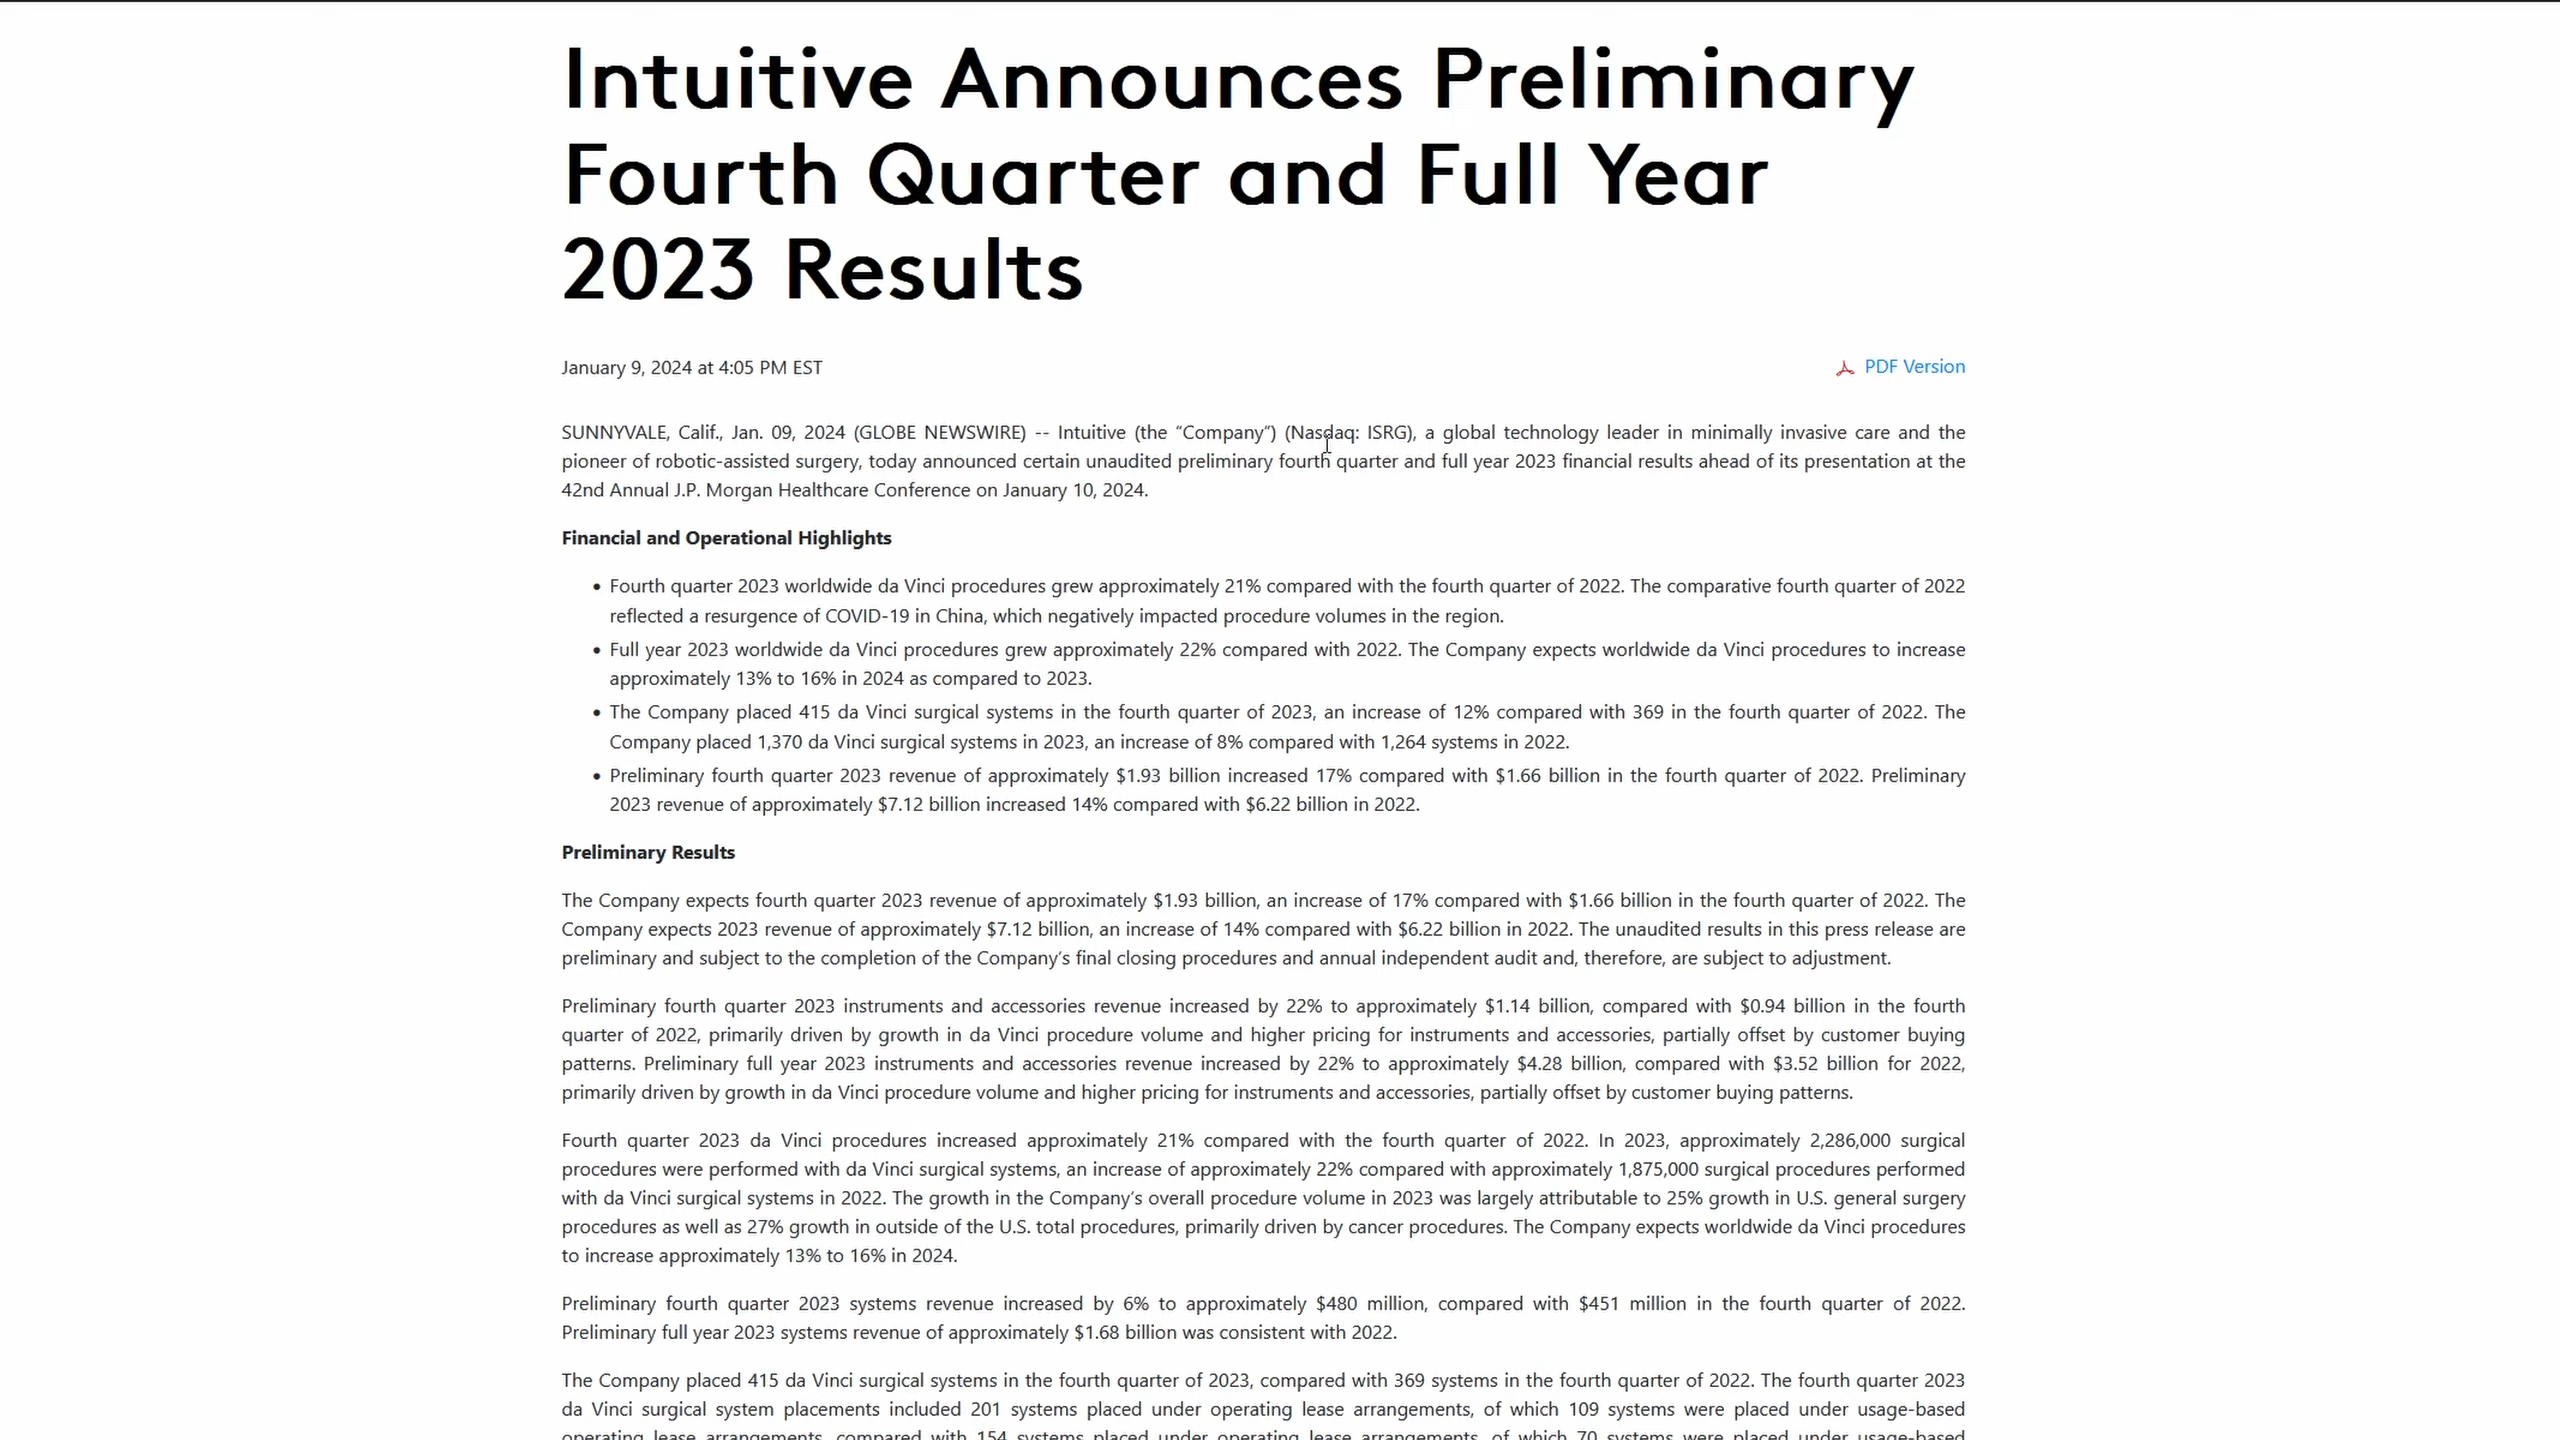 Intuitive Announces Preliminary
Fourth Quarter and Full Year
2023 Results
January 9, 2024 at 4:05 PM EST
PDF Version
SUNNYVALE, Calif., Jan. 09, 2024 (GLOBE NEWSWIRE) -- Intuitive (the “Company“) (Nasdaq: ISRG), a global technology leader in minimally invasive care and the
pioneer of robotic-assisted surgery, today announced certain unaudited preliminary fourth quarter and full year 2023 financial results ahead of its presentation at the
42nd Annual J.P. Morgan Healthcare Conference on January 10, 2024.
Financial and Operational Highlights
• Fourth quarter 2023 worldwide da Vinci procedures grew approximately 21% compared with the fourth quarter of 2022. The comparative fourth quarter of 2022
reflected a resurgence of COVID-19 in China, which negatively impacted procedure volumes in the region.
• Full year 2023 worldwide da Vinci procedures grew approximately 22% compared with 2022. The Company expects worldwide da Vinci procedures to increase
approximately 13% to 16% in 2024 as compared to 2023.
• The Company placed 415 da Vinci surgical systems in the fourth quarter of 2023, an increase of 12% compared with 369 in the fourth quarter of 2022. The
Company placed 1,370 da Vinci surgical systems in 2023, an increase of 8% compared with 1,264 systems in 2022.
• Preliminary fourth quarter 2023 revenue of approximately $1.93 billion increased 17% compared with $1.66 billion in the fourth quarter of 2022. Preliminary
2023 revenue of approximately $7.12 billion increased 14% compared with $6.22 billion in 2022.
Preliminary Results
The Company expects fourth quarter 2023 revenue of approximately $1.93 billion, an increase of 17% compared with $1.66 billion in the fourth quarter of 2022. The
Company expects 2023 revenue of approximately $7.12 billion, an increase of 14% compared with $6.22 billion in 2022. The unaudited results in this press release are
preliminary and subject to the completion of the Company’s final closing procedures and annual independent audit and, therefore, are subject to adjustment.
Preliminary fourth quarter 2023 instruments and accessories revenue increased by 22% to approximately $1.14 billion, compared with $0.94 billion in the fourth
quarter of 2022, primarily driven by growth in da Vinci procedure volume and higher pricing for instruments and accessories, partially offset by customer buying
patterns. Preliminary full year 2023 instruments and accessories revenue increased by 22% to approximately $4.28 billion, compared with $3.52 billion for 2022,
primarily driven by growth in da Vinci procedure volume and higher pricing for instruments and accessories, partially offset by customer buying patterns.
Fourth quarter 2023 da Vinci procedures increased approximately 21% compared with the fourth quarter of 2022. In 2023, approximately 2,286,000 surgical
procedures were performed with da Vinci surgical systems, an increase of approximately 22% compared with approximately 1,875,000 surgical procedures performed
with da Vinci surgical systems in 2022. The growth in the Company’s overall procedure volume in 2023 was largely attributable to 25% growth in U.S. general surgery
procedures as well as 27% growth in outside of the U.S. total procedures, primarily driven by cancer procedures. The Company expects worldwide da Vinci procedures
to increase approximately 13% to 16% in 2024.
Preliminary fourth quarter 2023 systems revenue increased by 6% to approximately $480 million, compared with $451 million in the fourth quarter of 2022.
Preliminary full year 2023 systems revenue of approximately $1.68 billion was consistent with 2022.
The Company placed 415 da Vinci surgical systems in the fourth quarter of 2023, compared with 369 systems in the fourth quarter of 2022. The fourth quarter 2023
da Vinci surgical system placements included 201 systems placed under operating lease arrangements, of which 109 systems were placed under usage-based
operating lease arrangements, compared with 154 systems placed under operating lease arrangements, of which 70 systems were placed under usage-based